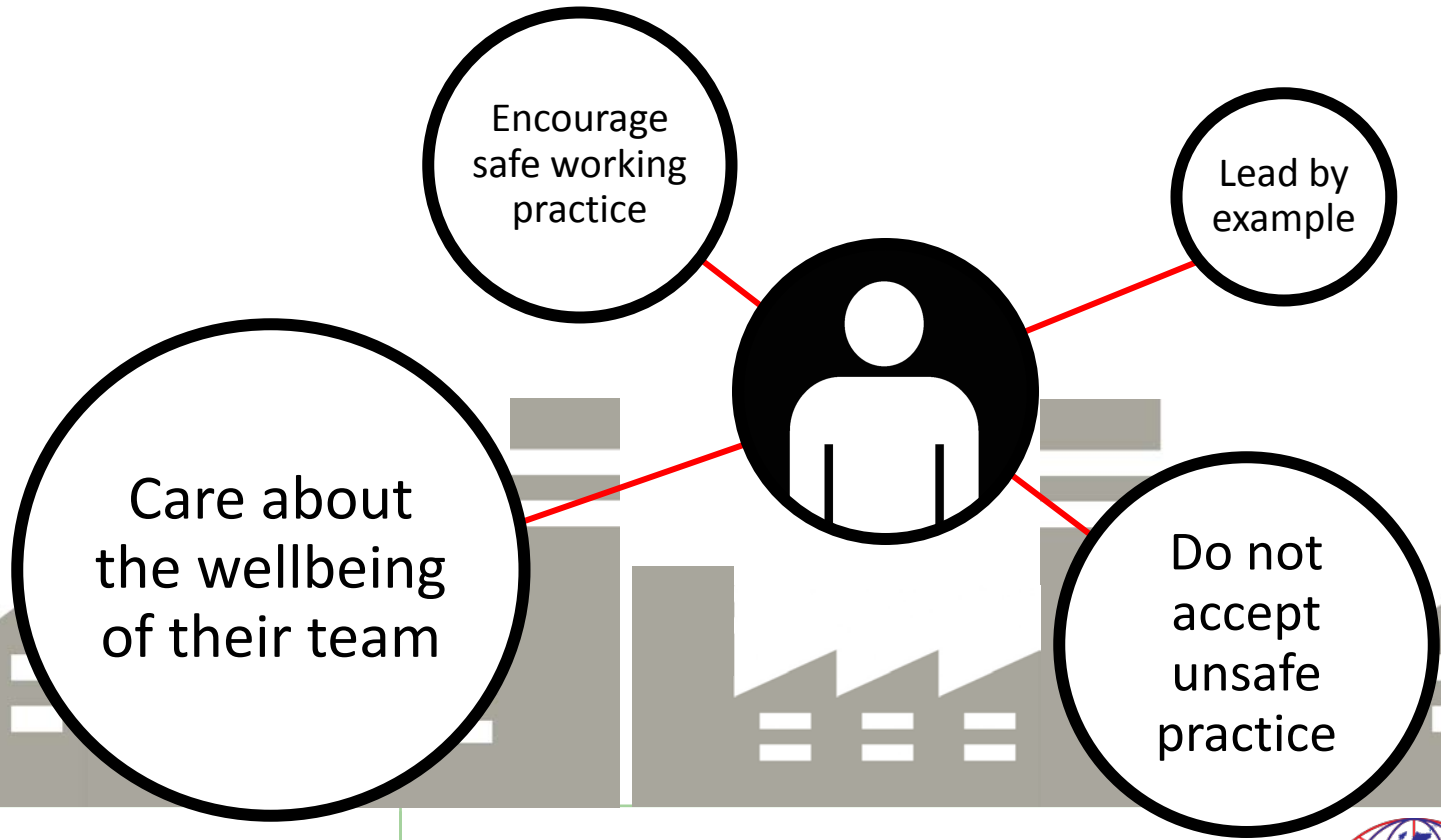 Encourage
safe working
practice
Lead by
example
Care about
the wellbeing
of their team
Do not
accept
unsafe
practice